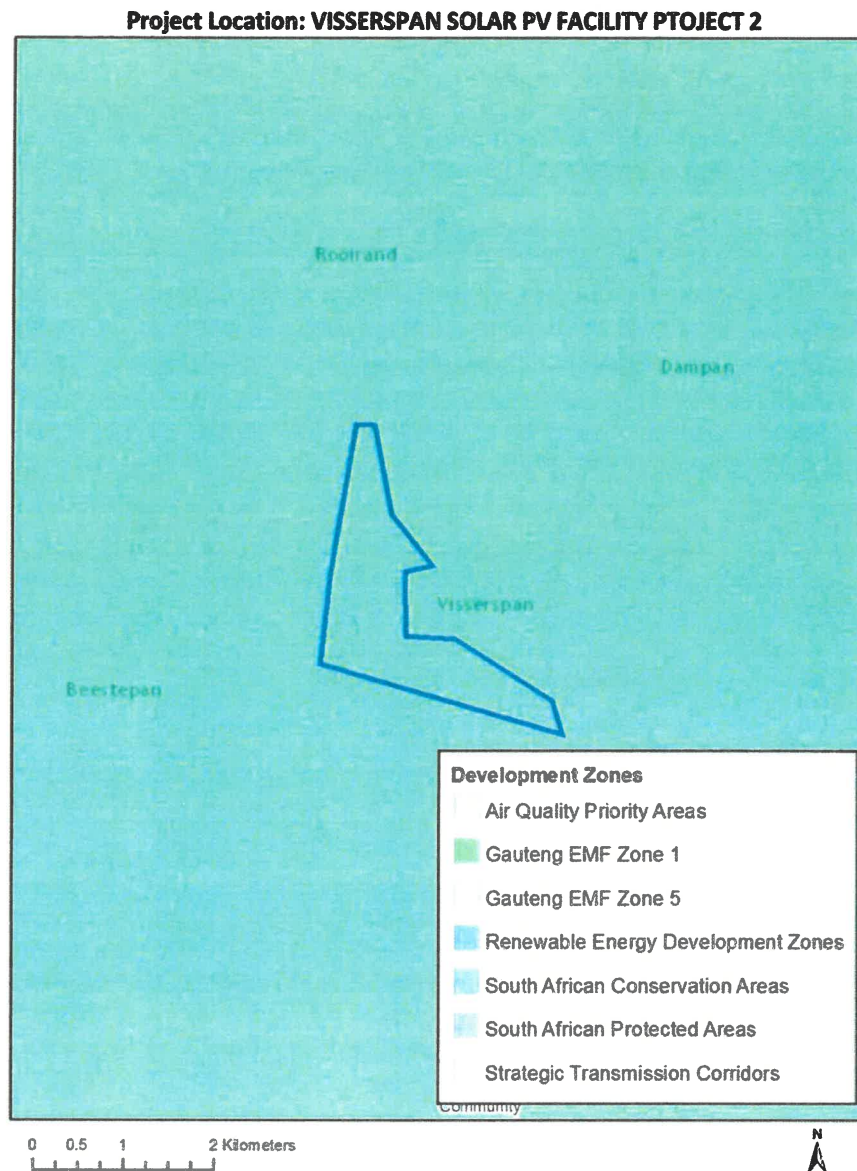 Project Location: VISSERSPAN SOLAR PV FACILITY PTOJECT 2
Rooirand
Dampan
Visserspan
Beestepan
Development Zones
Air Quality Priority Areas
Gauteng EMF Zone 1
Gauteng EMF Zone 5
Renewable Energy Development Zones
South African Conservation Areas
South African Protected Areas
Strategic Transmission Corridors
Community
0 0.5 1 2 Kilometers
N